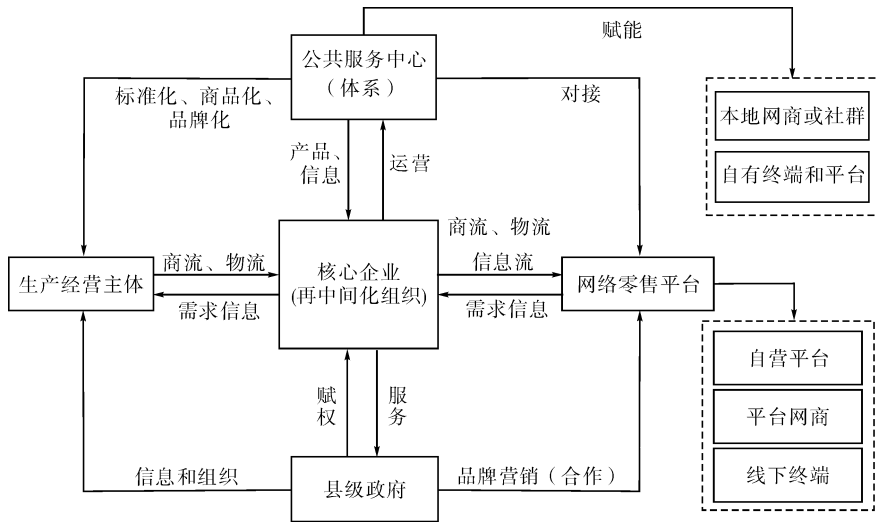 赋能
公共服务中心
（体系）
标准化、商品化、
品牌化
对接
本地网商或社群
自有终端和平台
产品、
信息
运营
商流、物流
信息流
需求信息
生产经营主体
商流、物流
需求信息
核心企业
(再中间化组织)
网络零售平台
自营平台
平台网商
线下终端
赋权
服务
信息和组织
县级政府
品牌营销（合作）